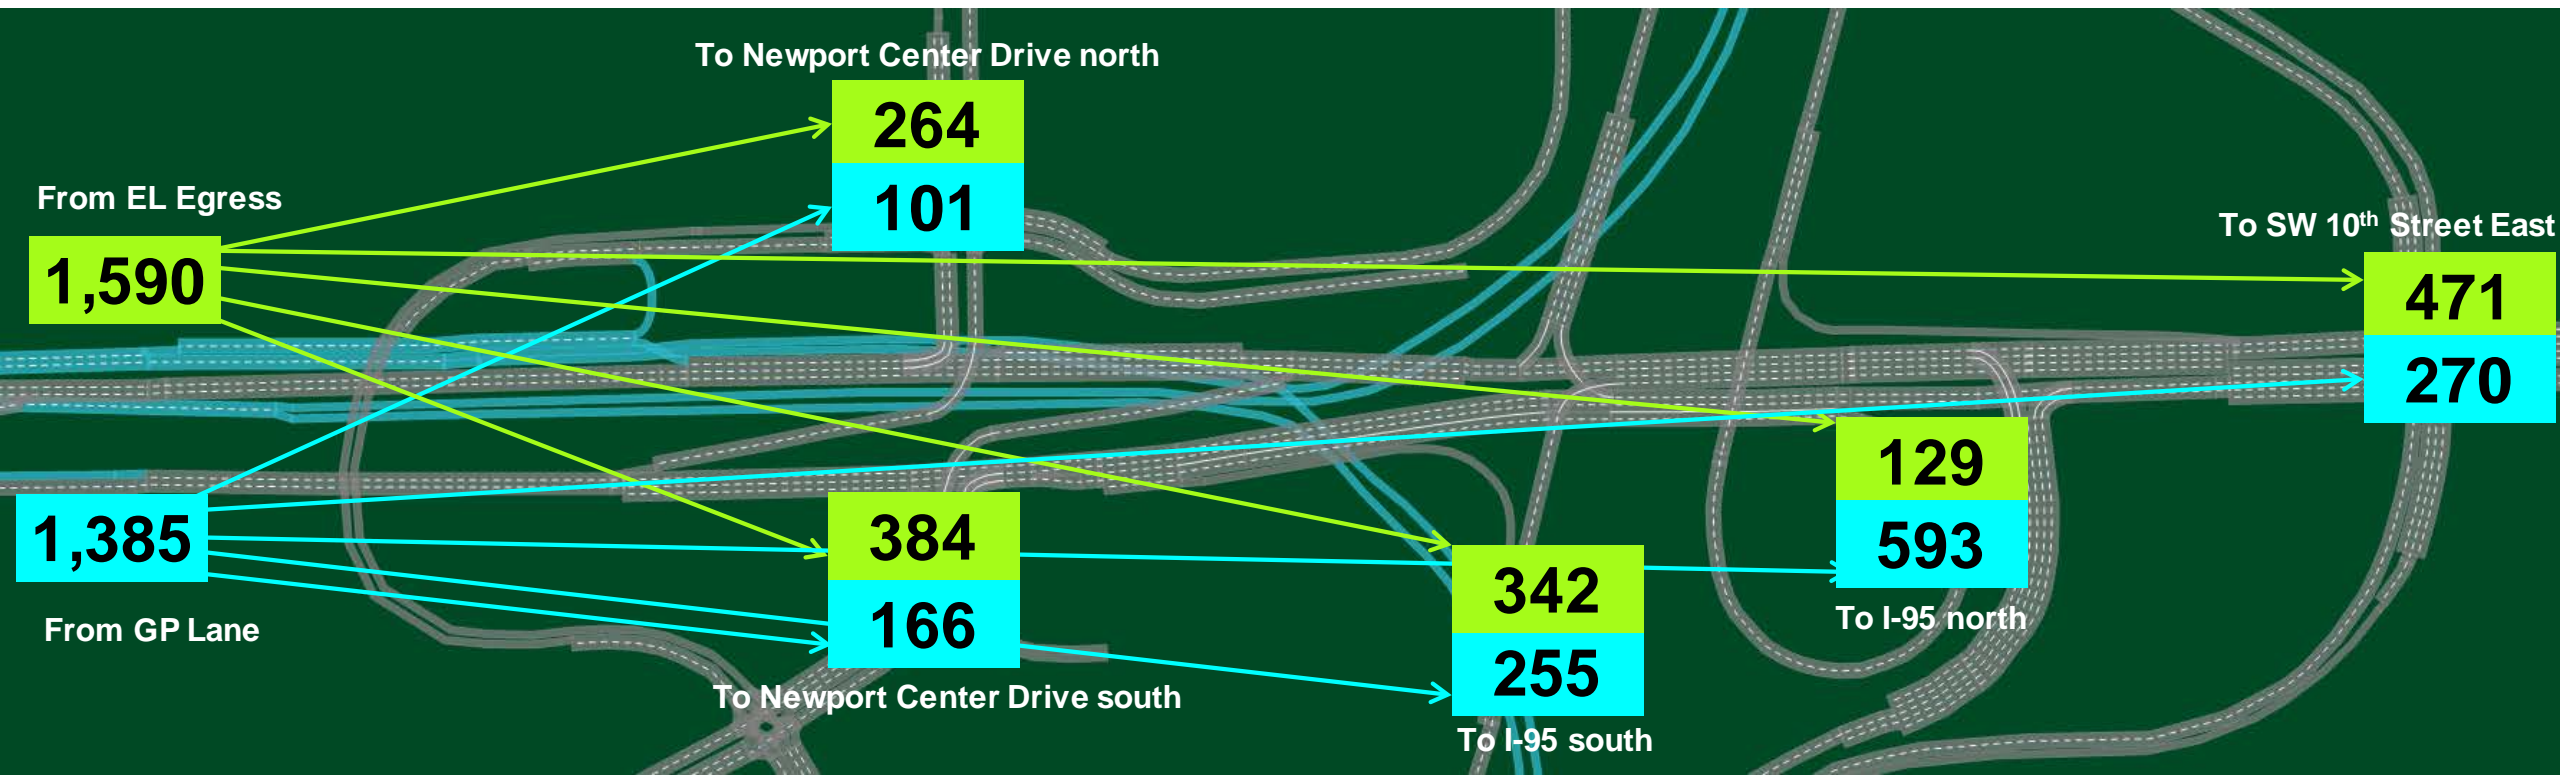 To Newport Center Drive north
264
101
From EL Egress
1,590
To SW 10th Street East
471
270
129
593
To I-95 north
1,385
From GP Lane
384
166
To Newport Center Drive south
342
255
To I-95 south